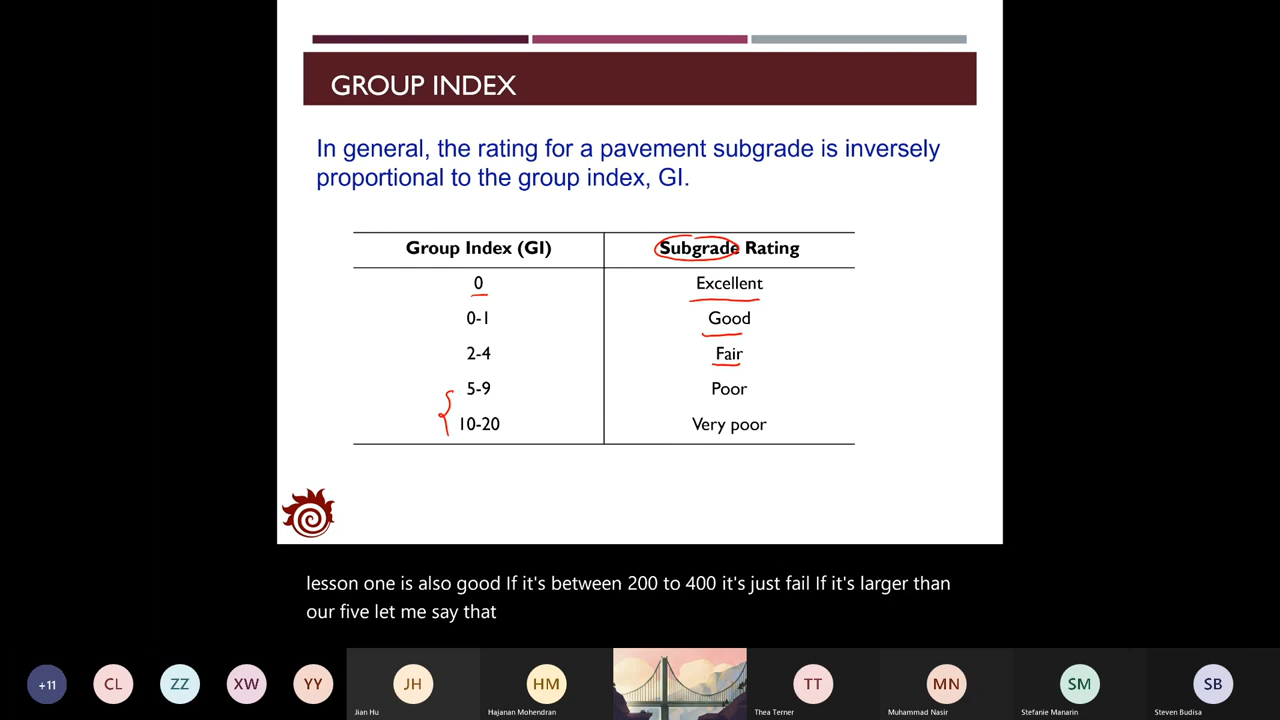 GROUP INDEX
In general, the rating for a pavement subgrade is inversely
proportional to the group index, GI.
Group Index (GI) Subgrade Rating
0 Excellent
0-1 Good
2-4 Fair
5-9 Poor
10-20 Very poor
lesson one is also good If it's between 200 to 400 it's just fail If it's larger than
our five let me say that
+11 CL ZZ XW YY JH HM TT MN SM SB
Jian Hu Hajanan Mohendran Thea Terner Muhammad Nasir Stefanie Manarin Steven Budisa